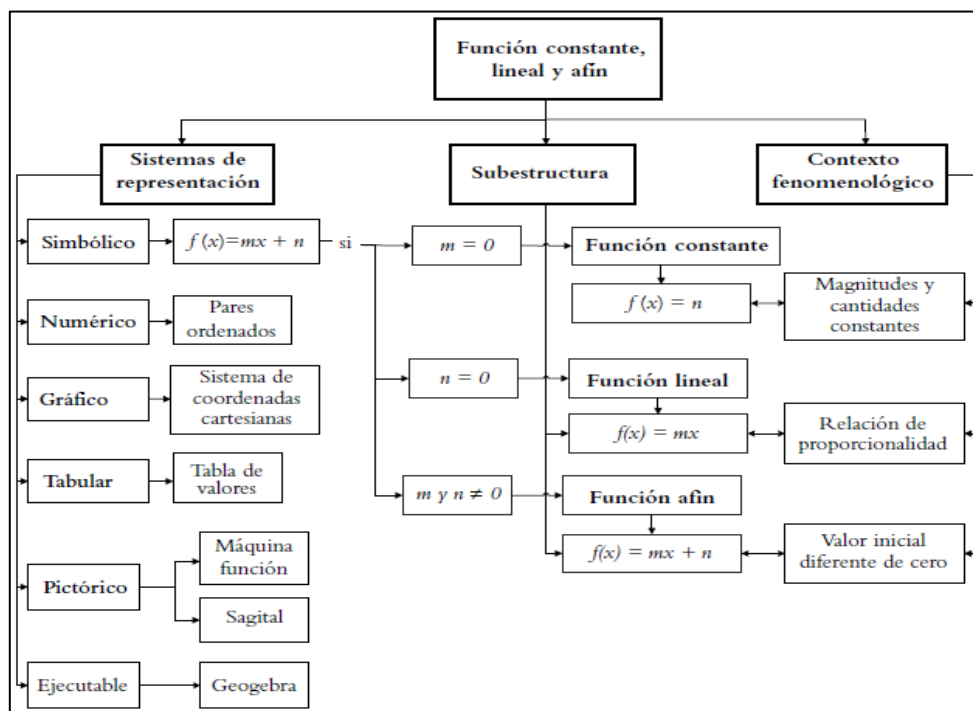 Función constante,
lineal y afín
Sistemas de
representación
Subestructura
Contexto
fenomenológico
Simbólico
f (x)=mx + n
si
m = 0
Función constante
f (x) = n
Magnitudes y
cantidades
constantes
Numérico
Pares
ordenados
Gráfico
Sistema de
coordenadas
cartesianas
n = 0
Función lineal
f(x) = mx
Relación de
proporcionalidad
Tabular
Tabla de
valores
m y n ≠ 0
Función afin
f(x) = mx + n
Valor inicial
diferente de cero
Pictórico
Máquina
función
Sagital
Ejecutable
Geogebra